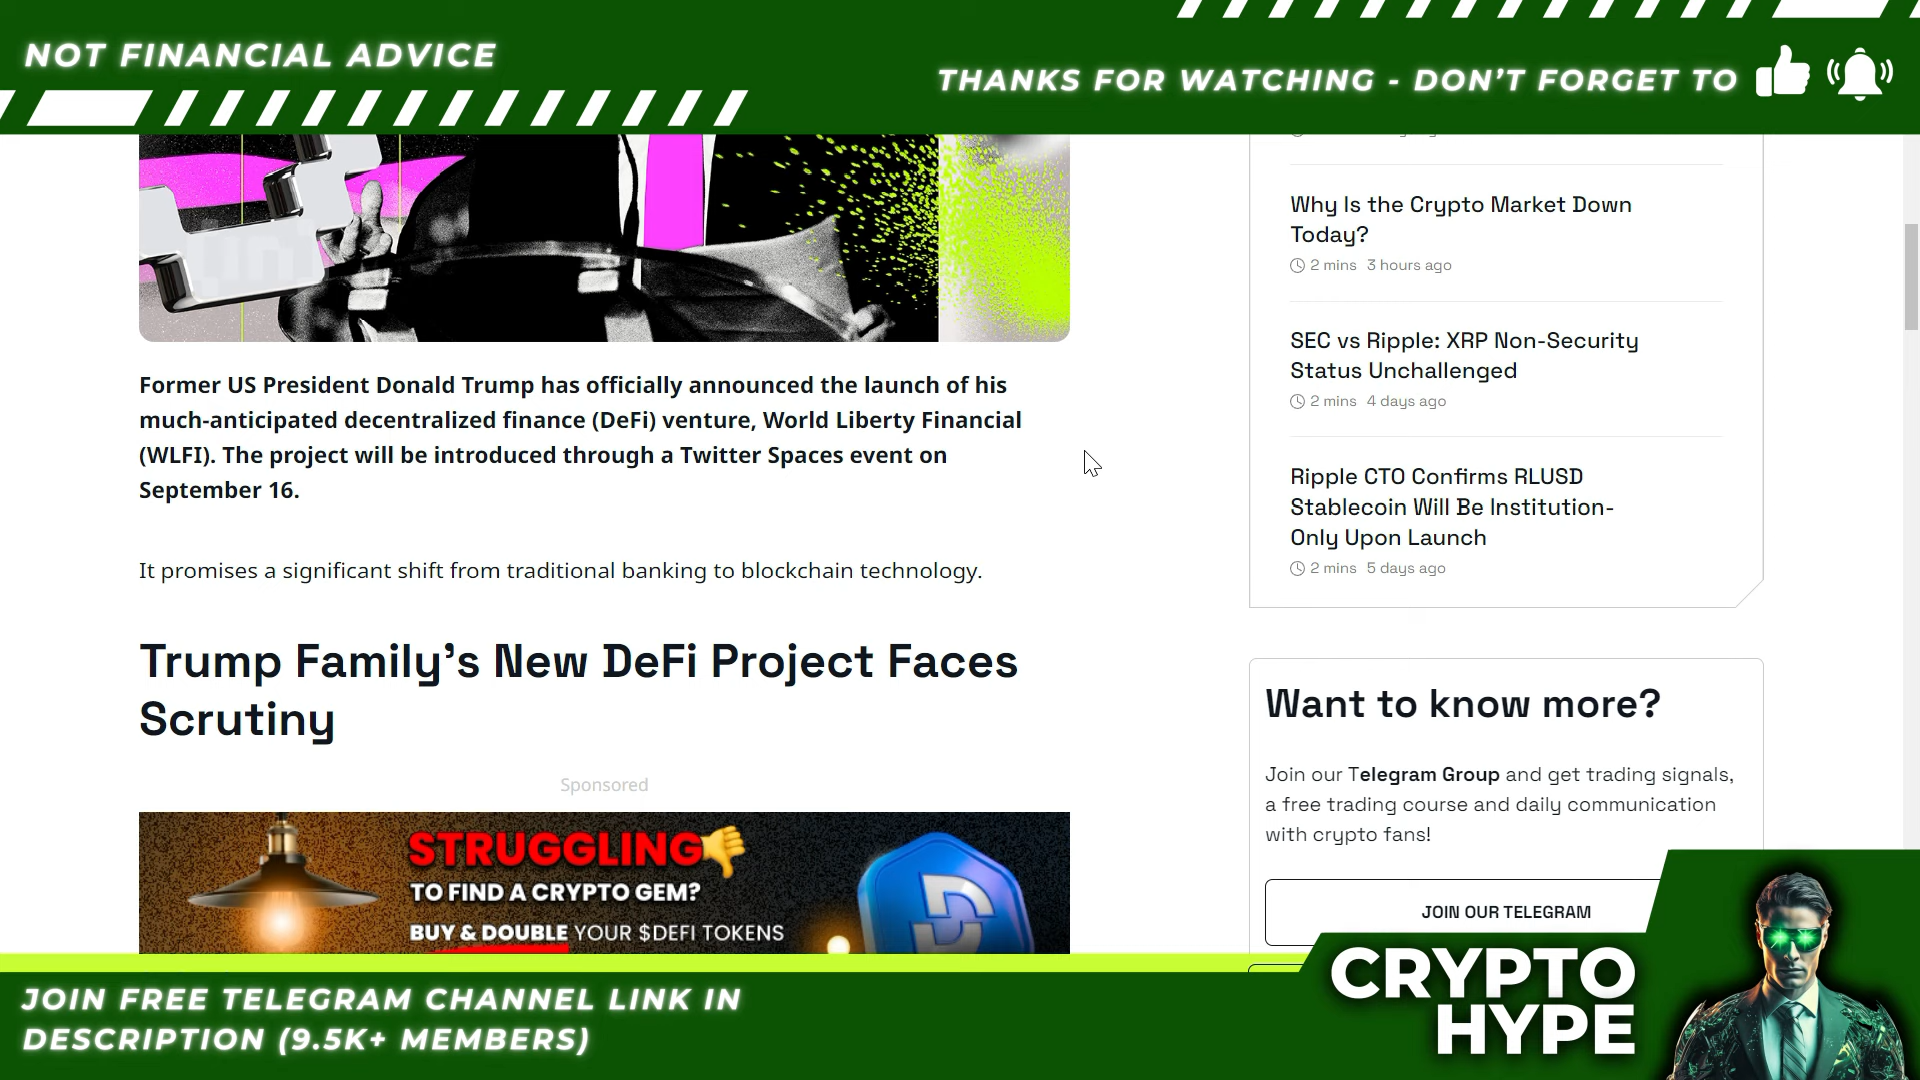 NOT FINANCIAL ADVICE
THANKS FOR WATCHING - DON'T FORGET TO
Former US President Donald Trump has officially announced the launch of his
much-anticipated decentralized finance (DeFi) venture, World Liberty Financial
(WLFI). The project will be introduced through a Twitter Spaces event on
September 16.
It promises a significant shift from traditional banking to blockchain technology.
Trump Family’s New DeFi Project Faces
Scrutiny
Sponsored
STRUGGLING
TO FIND A CRYPTO GEM?
BUY & DOUBLE YOUR $DEFI TOKENS
Why Is the Crypto Market Down
Today?
2 mins 3 hours ago
SEC vs Ripple: XRP Non-Security
Status Unchallenged
2 mins 4 days ago
Ripple CTO Confirms RLUSD
Stablecoin Will Be Institution-
Only Upon Launch
2 mins 5 days ago
Want to know more?
Join our Telegram Group and get trading signals,
a free trading course and daily communication
with crypto fans!
JOIN OUR TELEGRAM
JOIN FREE TELEGRAM CHANNEL LINK IN
DESCRIPTION (9.5K+ MEMBERS)
CRYPTO
HYPE